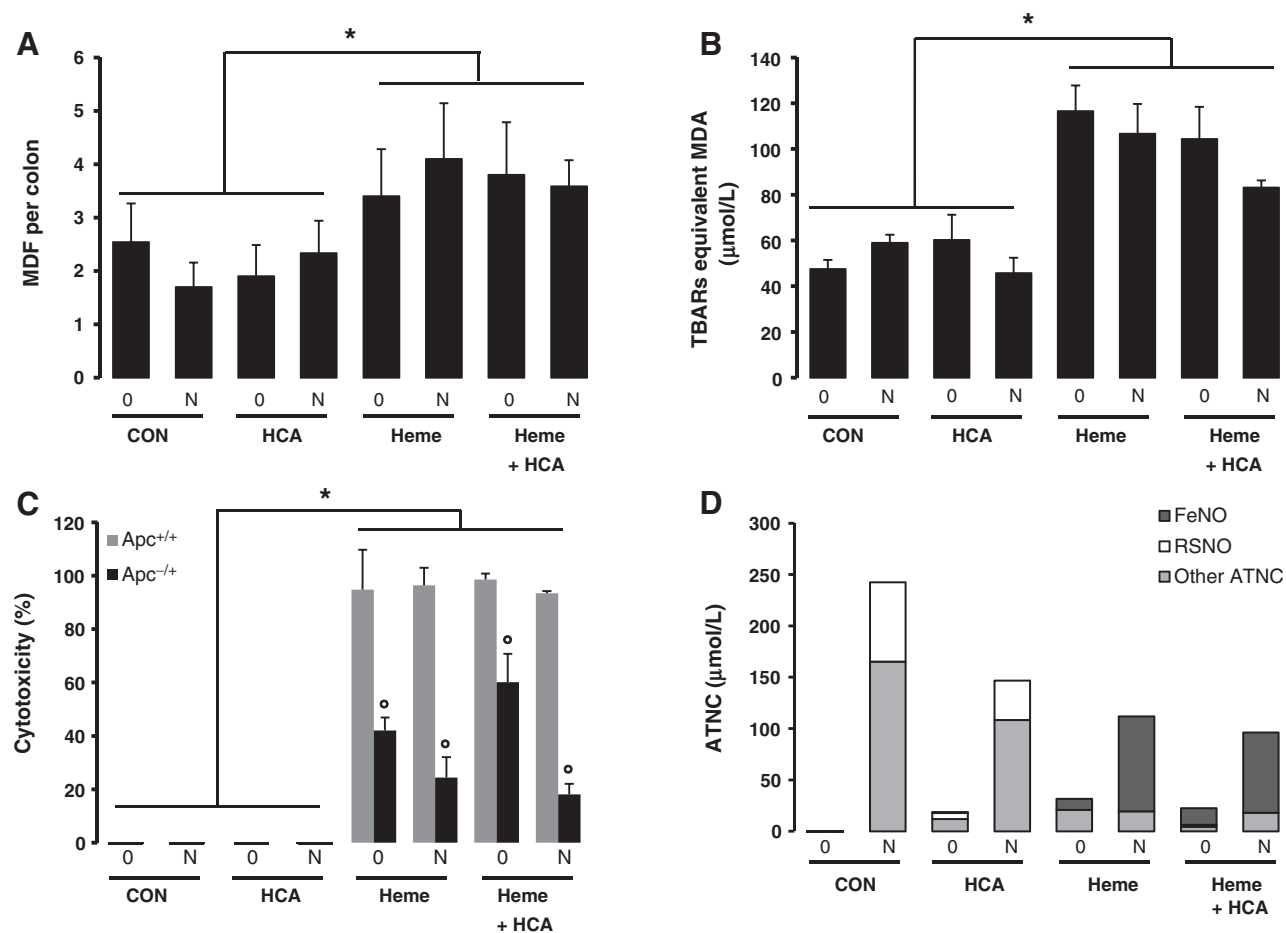 A
*
MDF per colon
6
5
4
3
2
1
0
0 N 0 N 0 N 0 N
CON HCA Heme Heme
+ HCA
B
*
TBARs equivalent MDA
(μmol/L)
140
120
100
80
60
40
20
0
0 N 0 N 0 N 0 N
CON HCA Heme Heme
+ HCA
C
*
Cytotoxicity (%)
120
100
80
60
40
20
0
Apc+/+
Apc−/+
0 N 0 N 0 N 0 N
CON HCA Heme Heme
+ HCA
D
ATNC (μmol/L)
300
250
200
150
100
50
0
FeNO
RSNO
Other ATNC
0 N 0 N 0 N 0 N
CON HCA Heme Heme
+ HCA